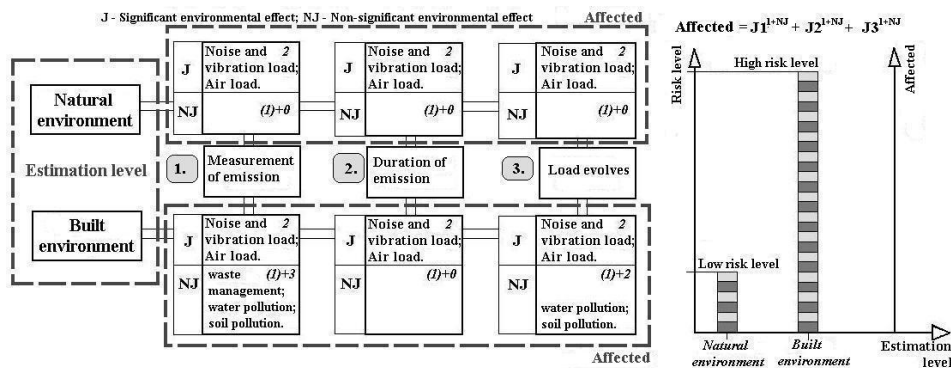 J - Significant environmental effect; NJ - Non-significant environmental effect
Affected
Natural
environment
Estimation level
Built
environment
J
Noise and 2
vibration load;
Air load.
NJ
(1)+0
J
Noise and 2
vibration load;
Air load.
NJ
(1)+0
J
Noise and 2
vibration load;
Air load.
NJ
(1)+0
1.
Measurement
of emission
2.
Duration of
emission
3.
Load evolves
J
Noise and 2
vibration load;
Air load.
NJ
waste (1)+3
management;
water pollution;
soil pollution.
J
Noise and 2
vibration load;
Air load.
NJ
(1)+0
J
Noise and 2
vibration load;
Air load.
NJ
(1)+2
water pollution;
soil pollution.
Affected
Affected = J1^1+NJ + J2^1+NJ + J3^1+NJ
Risk level
High risk level
Affected
Low risk level
Natural
environment
Built
environment
Estimation
level